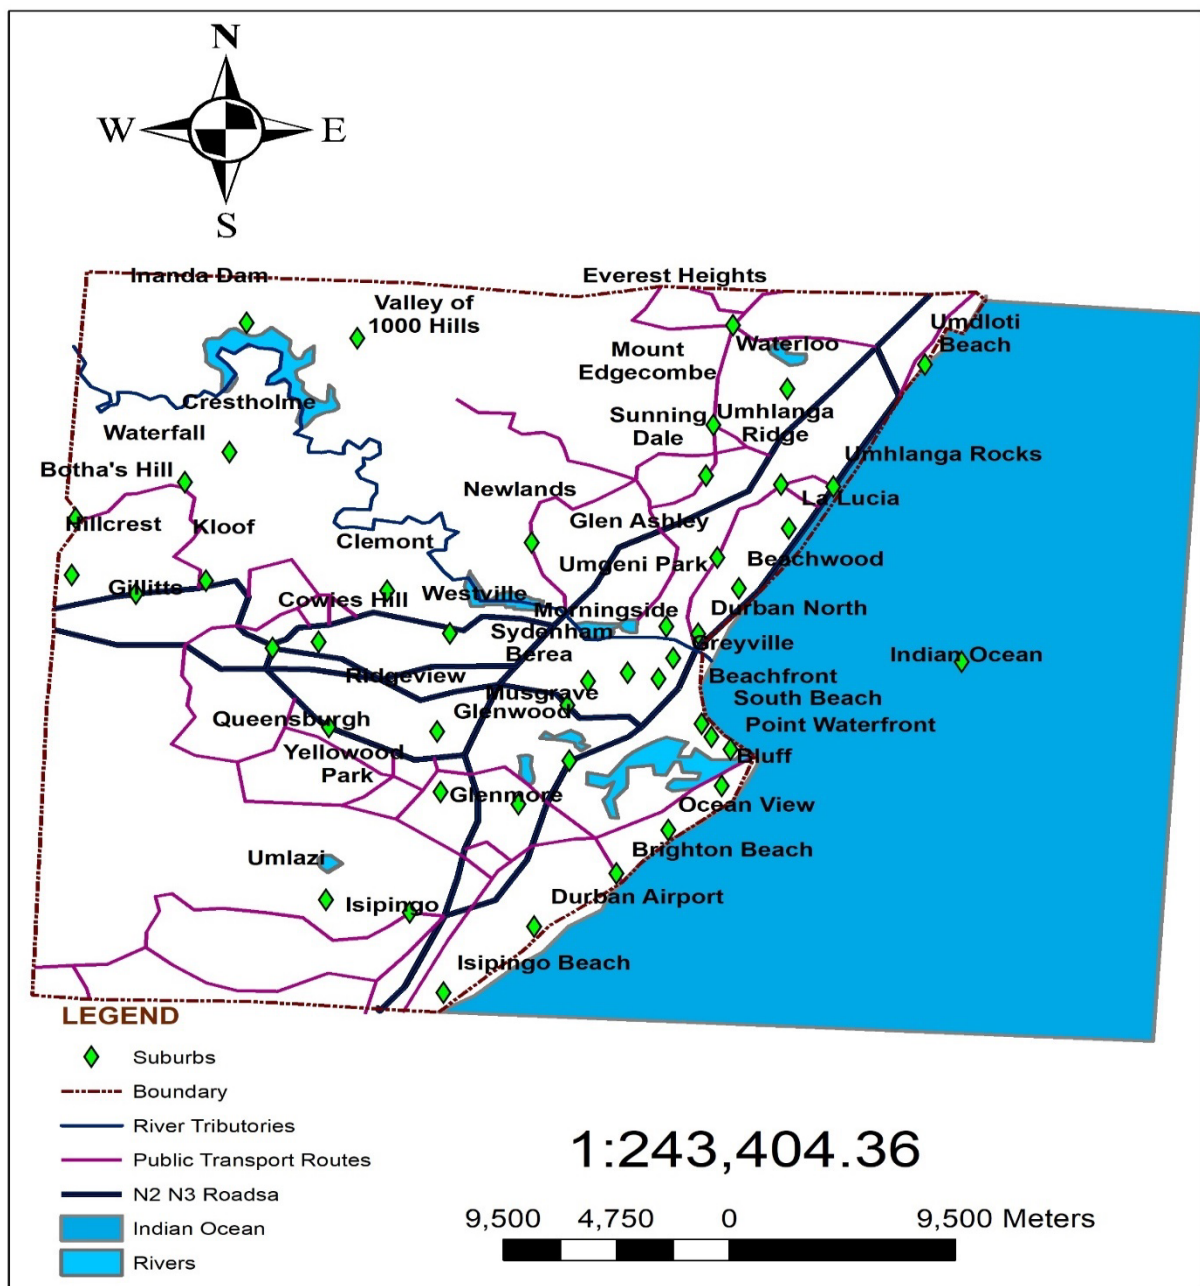 N
W E
S
Inanda Dam
Everest Heights
Valley of
1000 Hills
Umdloti
Beach
Waterloo
Mount
Edgecombe
Crestholme
Sunning
Dale
Umhlanga
Ridge
Waterfall
Umhlanga Rocks
Botha's Hill
Newlands
La Lucia
Hillcrest
Kloof
Glen Ashley
Clemont
Umgeni Park
Beachwood
Gillitte
Cowies Hill
Westville
Morningside
Durban North
Sydenham
Greyville
Berea
Indian Ocean
Ridgeview
Beachfront
Musgrave
South Beach
Glenwood
Queensburgh
Point Waterfront
Yellowood
Park
Bluff
Glenmore
Ocean View
Brighton Beach
Umlazi
Durban Airport
Isipingo
Isipingo Beach
LEGEND
Suburbs
Boundary
River Tributories
Public Transport Routes
N2 N3 Roadsa
Indian Ocean
Rivers
1:243,404.36
9,500 4,750 0 9,500 Meters